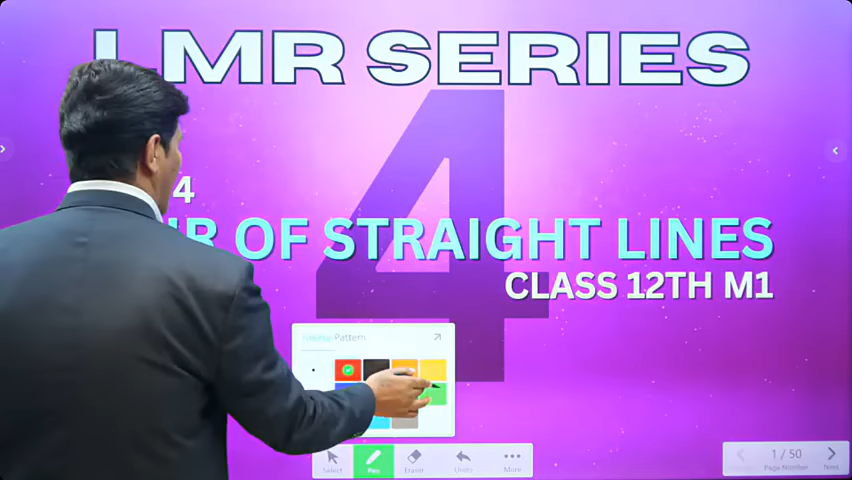 LMR SERIES
4
4
OF STRAIGHT LINES
CLASS 12TH M1
Pattern
Select
Pen
Eraser
Undo
More
1 / 50
Page-Number
Next